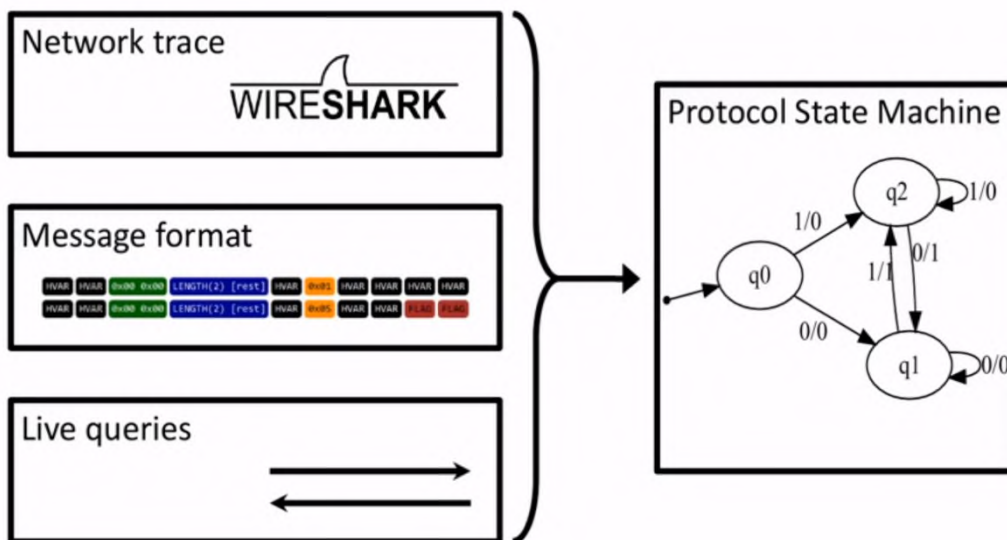 Network trace
WIRESHARK
Message format
HVAR HVAR 0x00 0x00 LENGTH(2) [rest] HVAR 0x01 HVAR HVAR HVAR HVAR
HVAR HVAR 0x00 0x00 LENGTH(2) [rest] HVAR 0x05 HVAR HVAR FLAG FLAG
Live queries
Protocol State Machine
q2
1/0
1/0
0/1
q0
1/1
0/0
q1
0/0